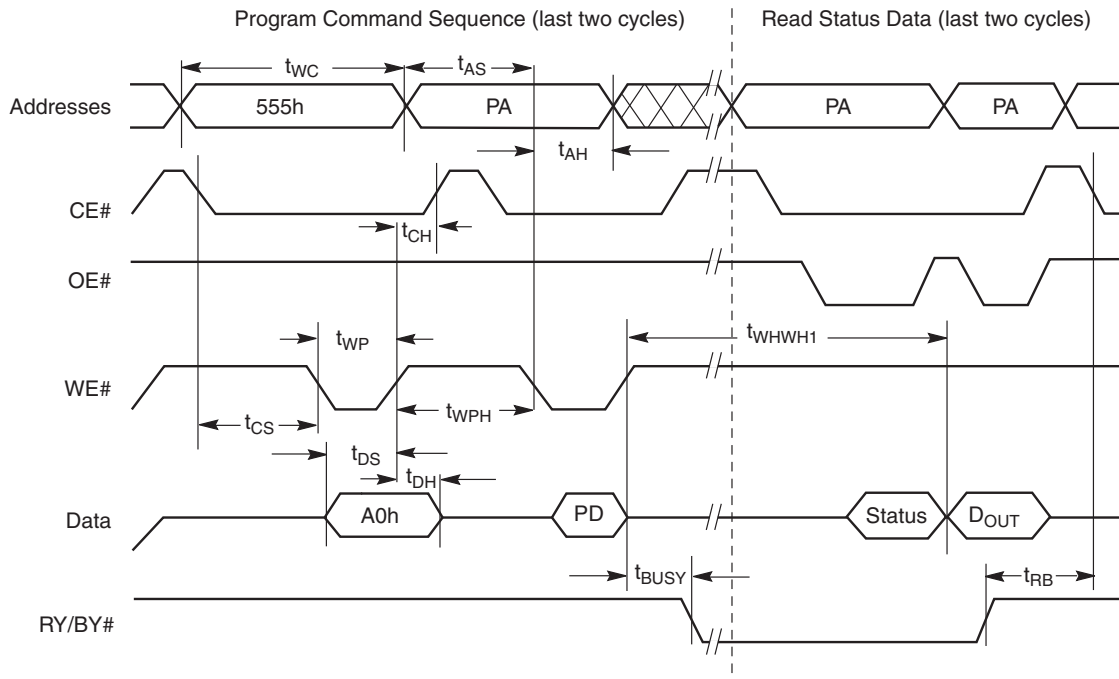 Program Command Sequence (last two cycles)
Read Status Data (last two cycles)
tWC
tAS
Addresses
555h
PA
PA
PA
tAH
CE#
tCH
OE#
tWP
tWHWH1
WE#
tCS
tWPH
tDS
tDH
Data
A0h
PD
Status
DOUT
tBUSY
tRB
RY/BY#